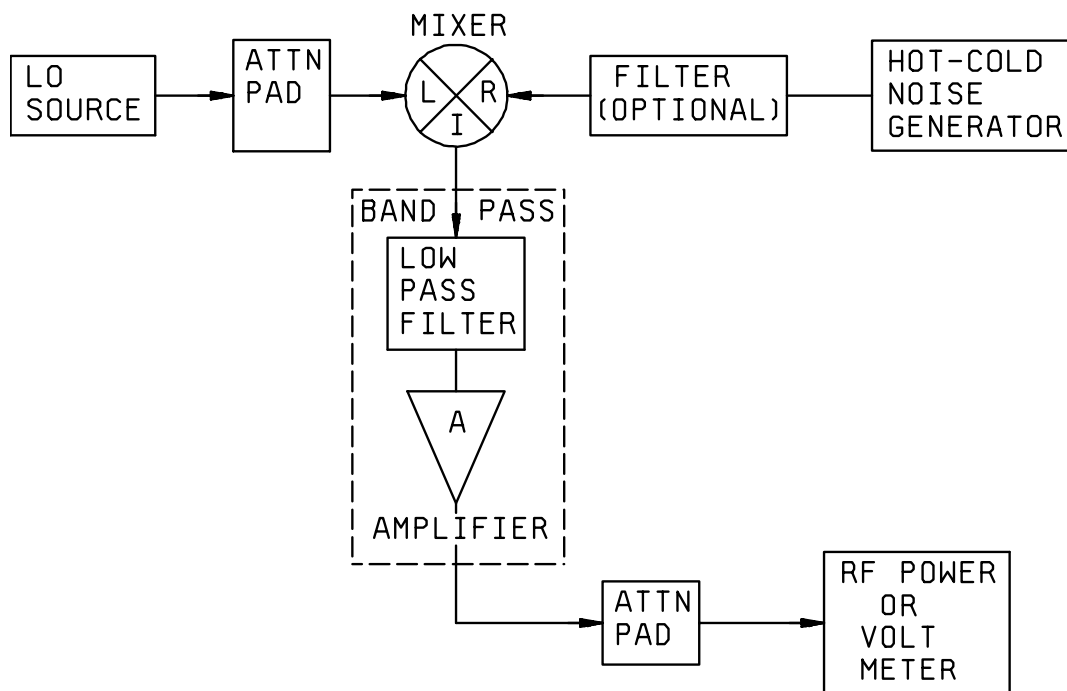 MIXER
LO
SOURCE
ATTN
PAD
L
R
I
FILTER
(OPTIONAL)
HOT-COLD
NOISE
GENERATOR
BAND PASS
LOW
PASS
FILTER
A
AMPLIFIER
ATTN
PAD
RF POWER
OR
VOLT
METER